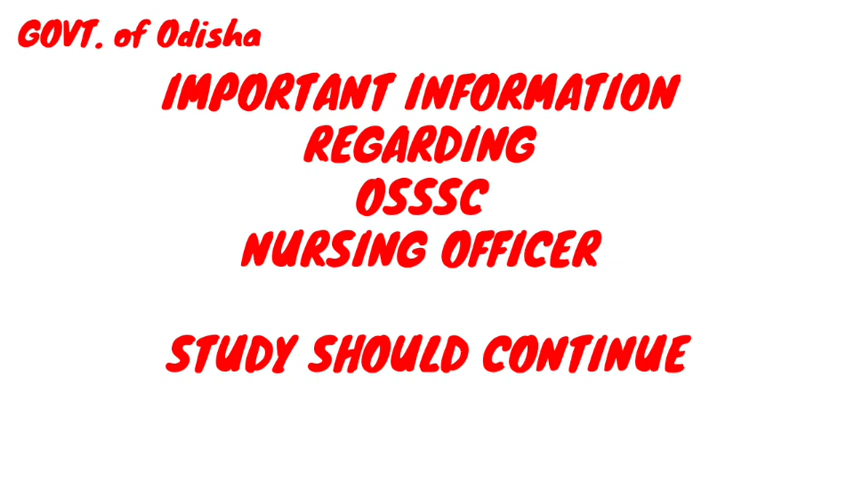 GOVT. of Odisha
IMPORTANT INFORMATION
REGARDING
OSSSC
NURSING OFFICER
STUDY SHOULD CONTINUE